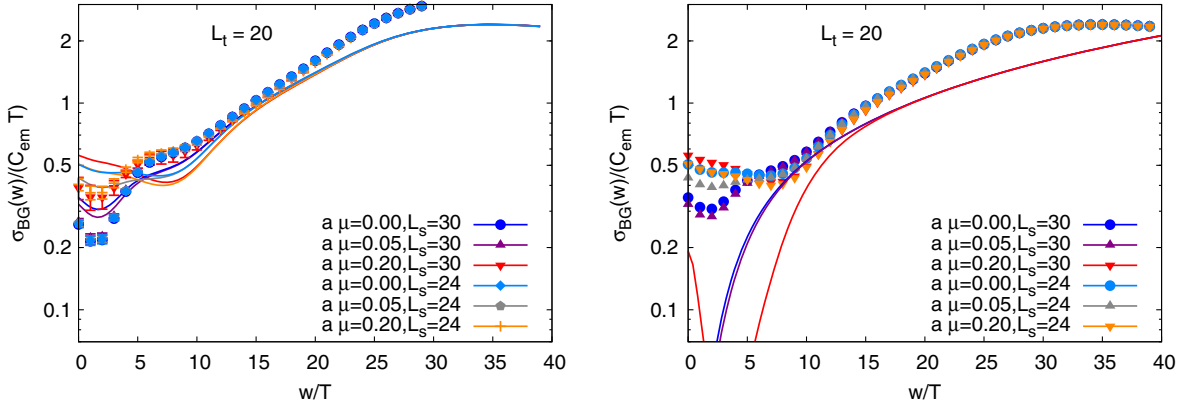 L_t = 20
σ_BG(w)/(C_em T)
2
1
0.5
0.2
0.1
a μ=0.00,L_s=30
a μ=0.05,L_s=30
a μ=0.20,L_s=30
a μ=0.00,L_s=24
a μ=0.05,L_s=24
a μ=0.20,L_s=24
0 5 10 15 20 25 30 35 40
w/T
L_t = 20
σ_BG(w)/(C_em T)
2
1
0.5
0.2
0.1
a μ=0.00,L_s=30
a μ=0.05,L_s=30
a μ=0.20,L_s=30
a μ=0.00,L_s=24
a μ=0.05,L_s=24
a μ=0.20,L_s=24
0 5 10 15 20 25 30 35 40
w/T